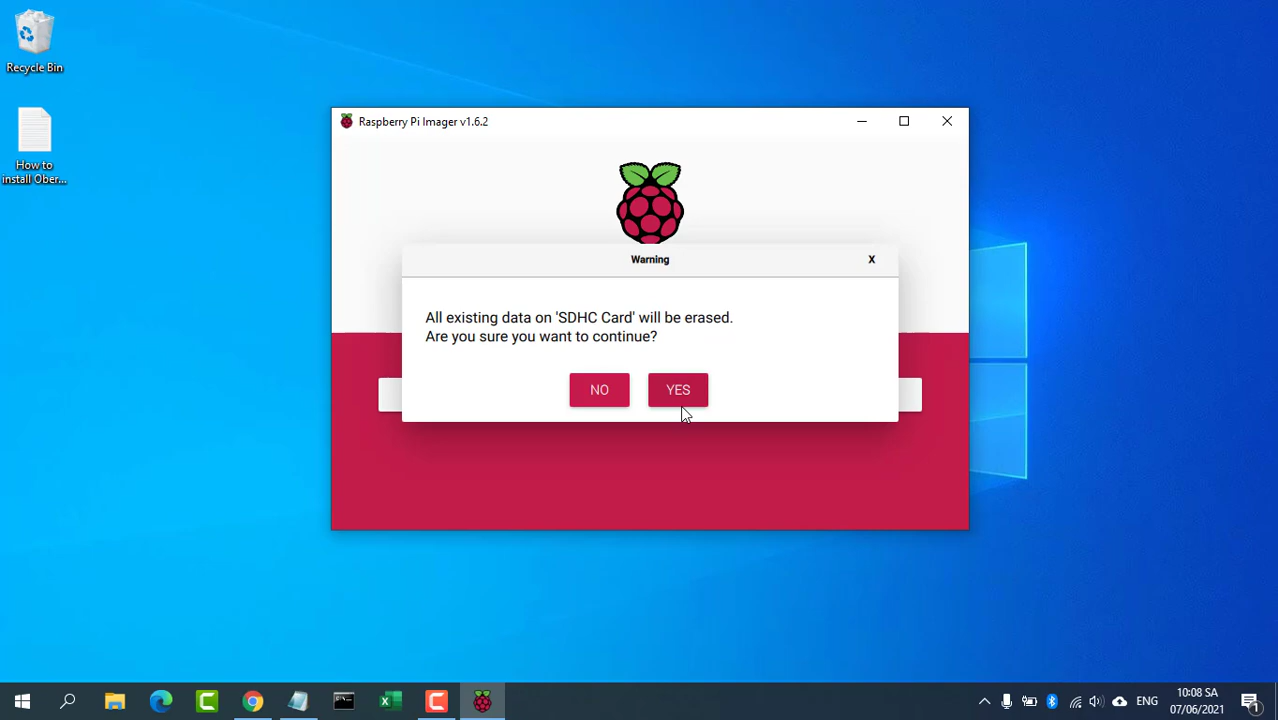 Recycle Bin
How to
install Ober...
Raspberry Pi Imager v1.6.2
Warning
X
All existing data on 'SDHC Card' will be erased.
Are you sure you want to continue?
NO
YES
ENG
10:08 SA
07/06/2021
1